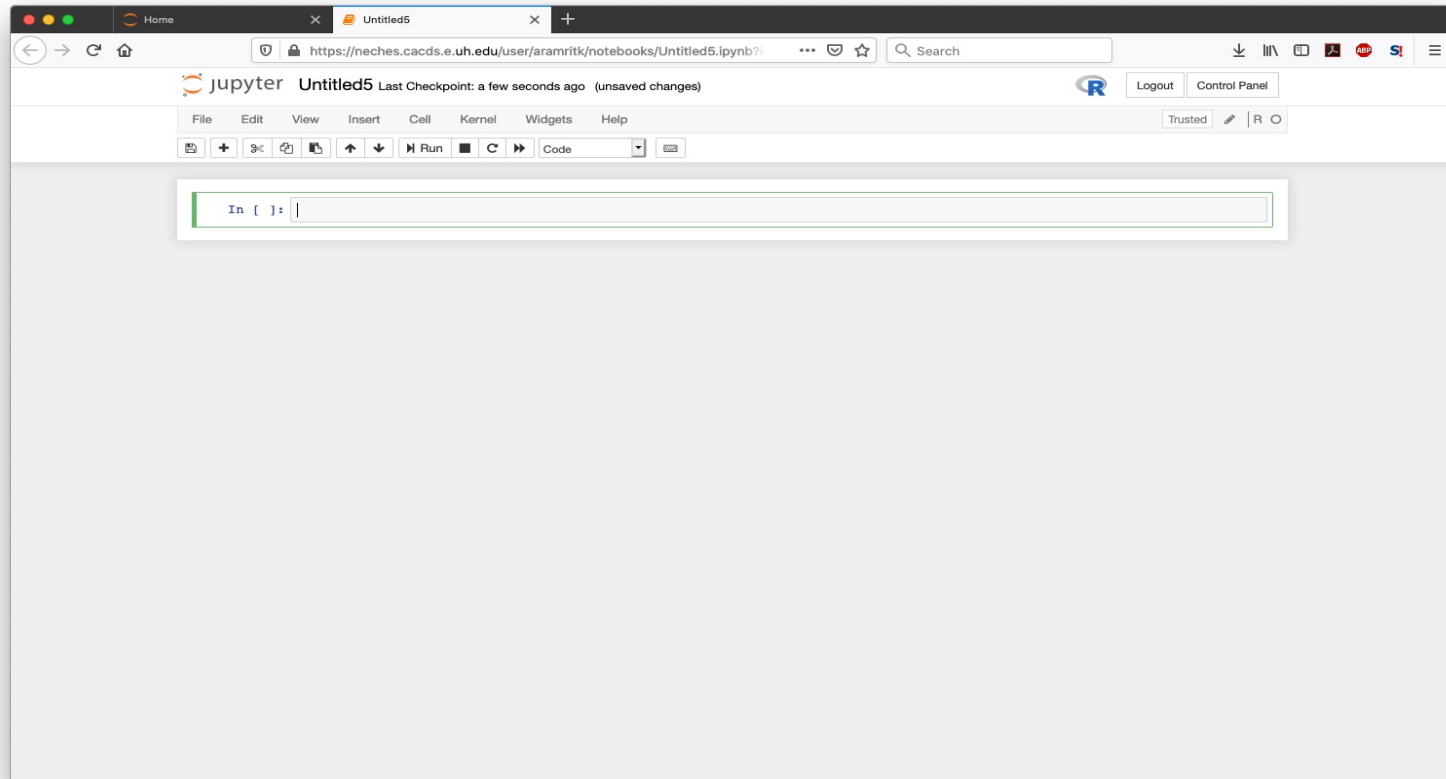 Home
Untitled5
https://neches.cacds.e.uh.edu/user/aramritk/notebooks/Untitled5.ipynb?
Search
ABP
S!
jupyter Untitled5 Last Checkpoint: a few seconds ago (unsaved changes)
R
Logout
Control Panel
File Edit View Insert Cell Kernel Widgets Help
Trusted
R
Run
Code
In [ ]: